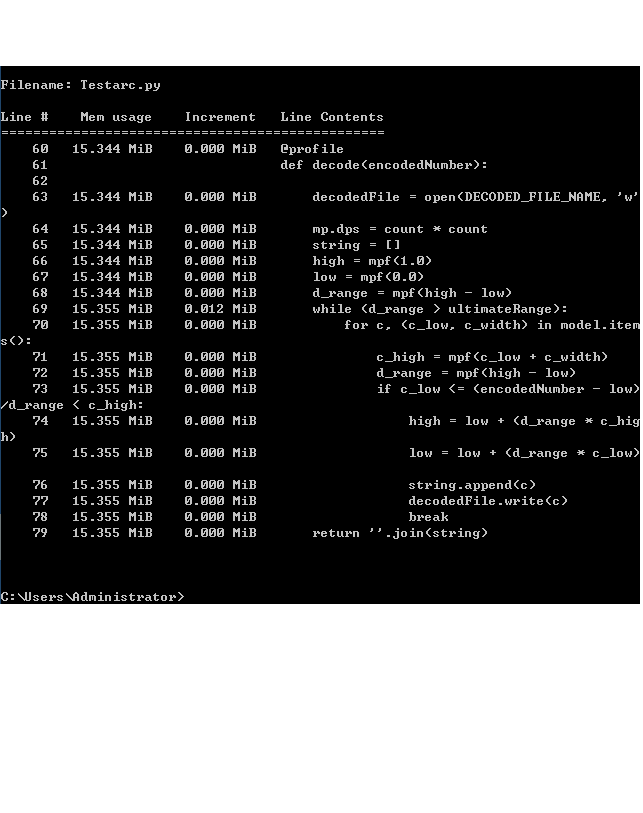 Filename: Testarc.py
Line #    Mem usage    Increment   Line Contents
================================================
    60   15.344 MiB    0.000 MiB   @profile
    61                             def decode(encodedNumber):
    62
    63   15.344 MiB    0.000 MiB       decodedFile = open(DECODED_FILE_NAME, 'w'
)
    64   15.344 MiB    0.000 MiB       mp.dps = count * count
    65   15.344 MiB    0.000 MiB       string = []
    66   15.344 MiB    0.000 MiB       high = mpf(1.0)
    67   15.344 MiB    0.000 MiB       low = mpf(0.0)
    68   15.344 MiB    0.000 MiB       d_range = mpf(high - low)
    69   15.355 MiB    0.012 MiB       while (d_range > ultimateRange):
    70   15.355 MiB    0.000 MiB           for c, (c_low, c_width) in model.item
s():
    71   15.355 MiB    0.000 MiB               c_high = mpf(c_low + c_width)
    72   15.355 MiB    0.000 MiB               d_range = mpf(high - low)
    73   15.355 MiB    0.000 MiB               if c_low <= (encodedNumber - low)
/d_range < c_high:
    74   15.355 MiB    0.000 MiB                   high = low + (d_range * c_hig
h)
    75   15.355 MiB    0.000 MiB                   low = low + (d_range * c_low)
    76   15.355 MiB    0.000 MiB                   string.append(c)
    77   15.355 MiB    0.000 MiB                   decodedFile.write(c)
    78   15.355 MiB    0.000 MiB                   break
    79   15.355 MiB    0.000 MiB       return ''.join(string)
C:\Users\Administrator>